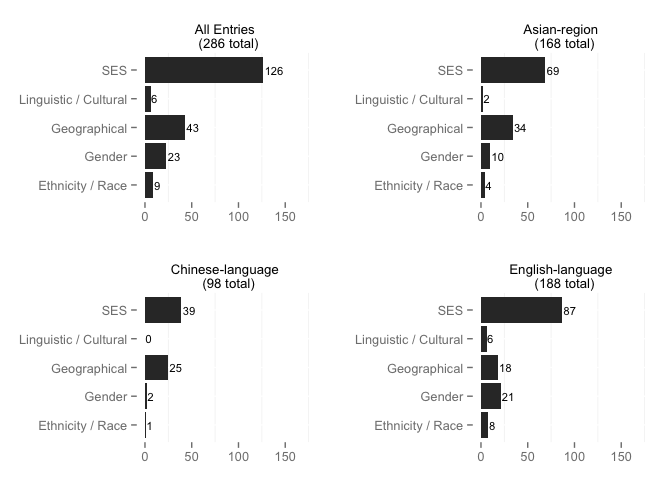 All Entries
(286 total)
SES
126
Linguistic / Cultural
6
Geographical
43
Gender
23
Ethnicity / Race
9
0 50 100 150
Asian-region
(168 total)
SES
69
Linguistic / Cultural
2
Geographical
34
Gender
10
Ethnicity / Race
4
0 50 100 150
Chinese-language
(98 total)
SES
39
Linguistic / Cultural
0
Geographical
25
Gender
2
Ethnicity / Race
1
0 50 100 150
English-language
(188 total)
SES
87
Linguistic / Cultural
6
Geographical
18
Gender
21
Ethnicity / Race
8
0 50 100 150